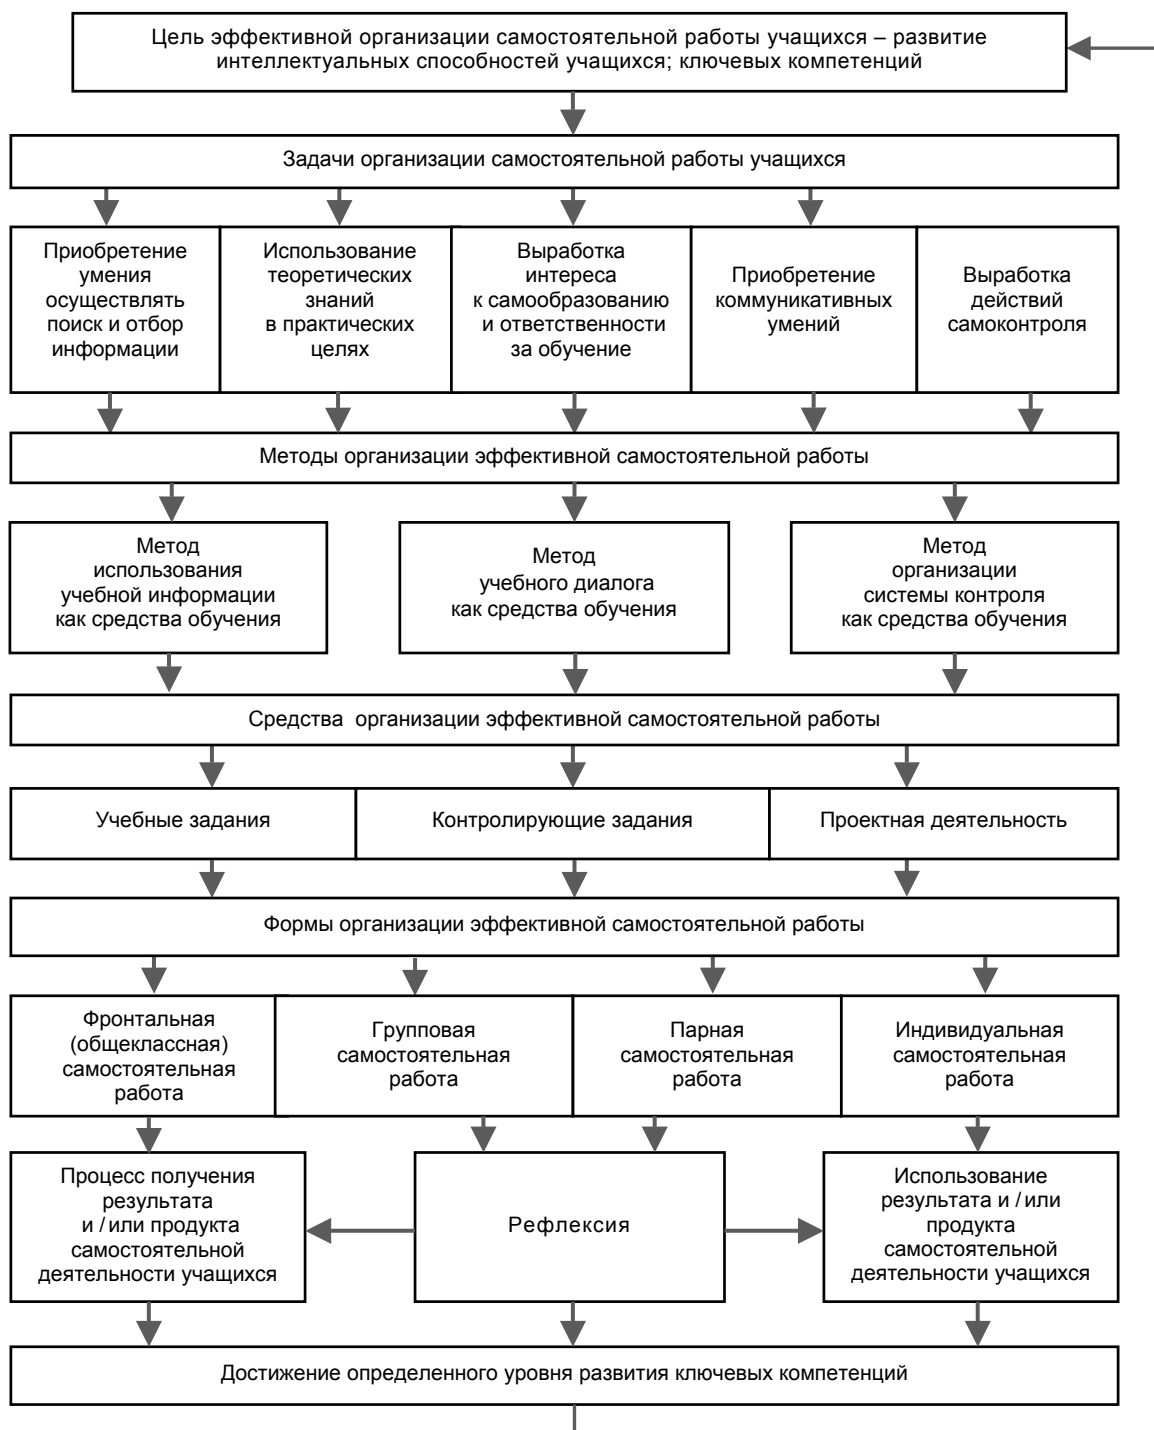 Цель эффективной организации самостоятельной работы учащихся – развитие
интеллектуальных способностей учащихся; ключевых компетенций
Задачи организации самостоятельной работы учащихся
Приобретение
умения
осуществлять
поиск и отбор
информации
Использование
теоретических
знаний
в практических
целях
Выработка
интереса
к самообразованию
и ответственности
за обучение
Приобретение
коммуникативных
умений
Выработка
действий
самоконтроля
Методы организации эффективной самостоятельной работы
Метод
использования
учебной информации
как средства обучения
Метод
учебного диалога
как средства обучения
Метод
организации
системы контроля
как средства обучения
Средства организации эффективной самостоятельной работы
Учебные задания
Контролирующие задания
Проектная деятельность
Формы организации эффективной самостоятельной работы
Фронтальная
(общеклассная)
самостоятельная
работа
Групповая
самостоятельная
работа
Парная
самостоятельная
работа
Индивидуальная
самостоятельная
работа
Процесс получения
результата
и / или продукта
самостоятельной
деятельности учащихся
Рефлексия
Использование
результата и / или
продукта
самостоятельной
деятельности учащихся
Достижение определенного уровня развития ключевых компетенций